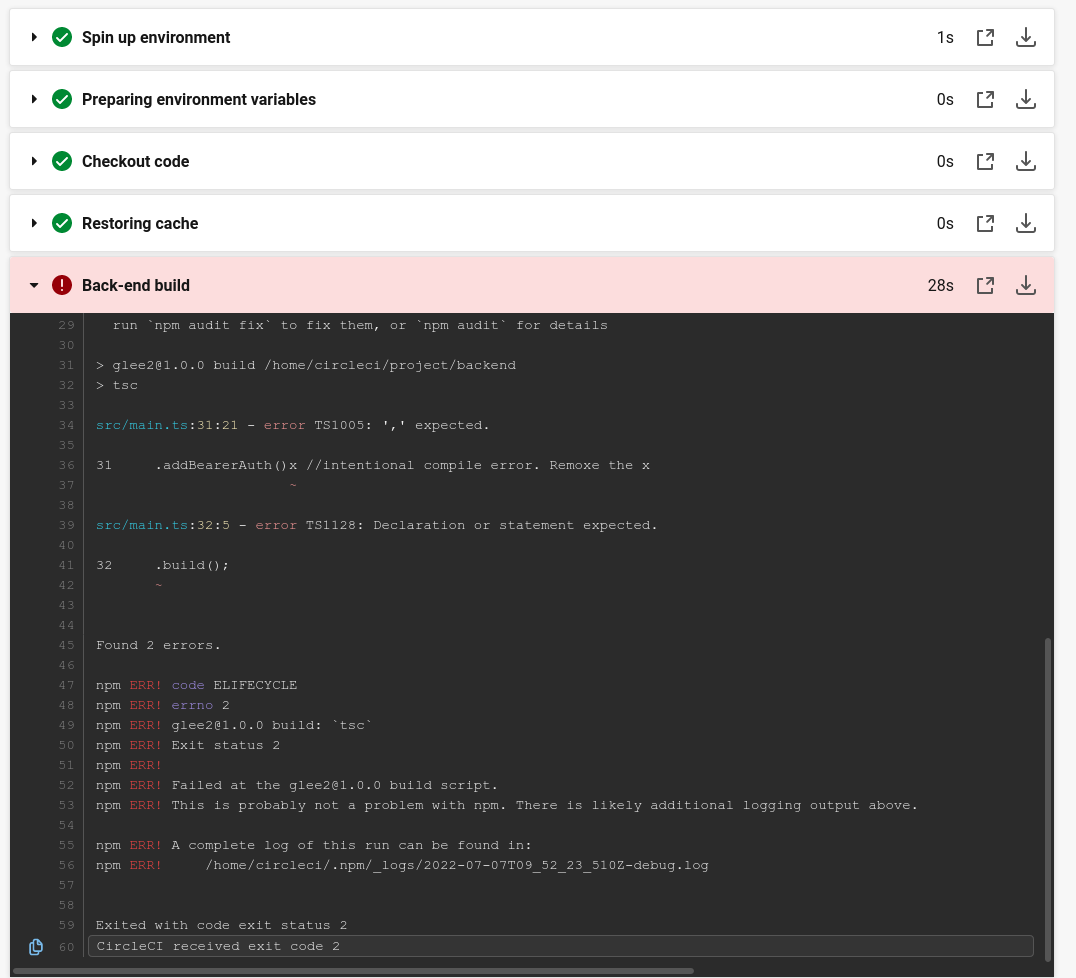 Spin up environment 1s
Preparing environment variables 0s
Checkout code 0s
Restoring cache 0s
! Back-end build 28s
29 run `npm audit fix` to fix them, or `npm audit` for details
30
31 > glee2@1.0.0 build /home/circleci/project/backend
32 > tsc
33
34 src/main.ts:31:21 - error TS1005: ',' expected.
35
36 31     .addBearerAuth()x //intentional compile error. Remoxe the x
37 ~
38
39 src/main.ts:32:5 - error TS1128: Declaration or statement expected.
40
41 32     .build();
42 ~
43
44
45 Found 2 errors.
46
47 npm ERR! code ELIFECYCLE
48 npm ERR! errno 2
49 npm ERR! glee2@1.0.0 build: `tsc`
50 npm ERR! Exit status 2
51 npm ERR!
52 npm ERR! Failed at the glee2@1.0.0 build script.
53 npm ERR! This is probably not a problem with npm. There is likely additional logging output above.
54
55 npm ERR! A complete log of this run can be found in:
56 npm ERR!     /home/circleci/.npm/_logs/2022-07-07T09_52_23_510Z-debug.log
57
58
59 Exited with code exit status 2
60 CircleCI received exit code 2